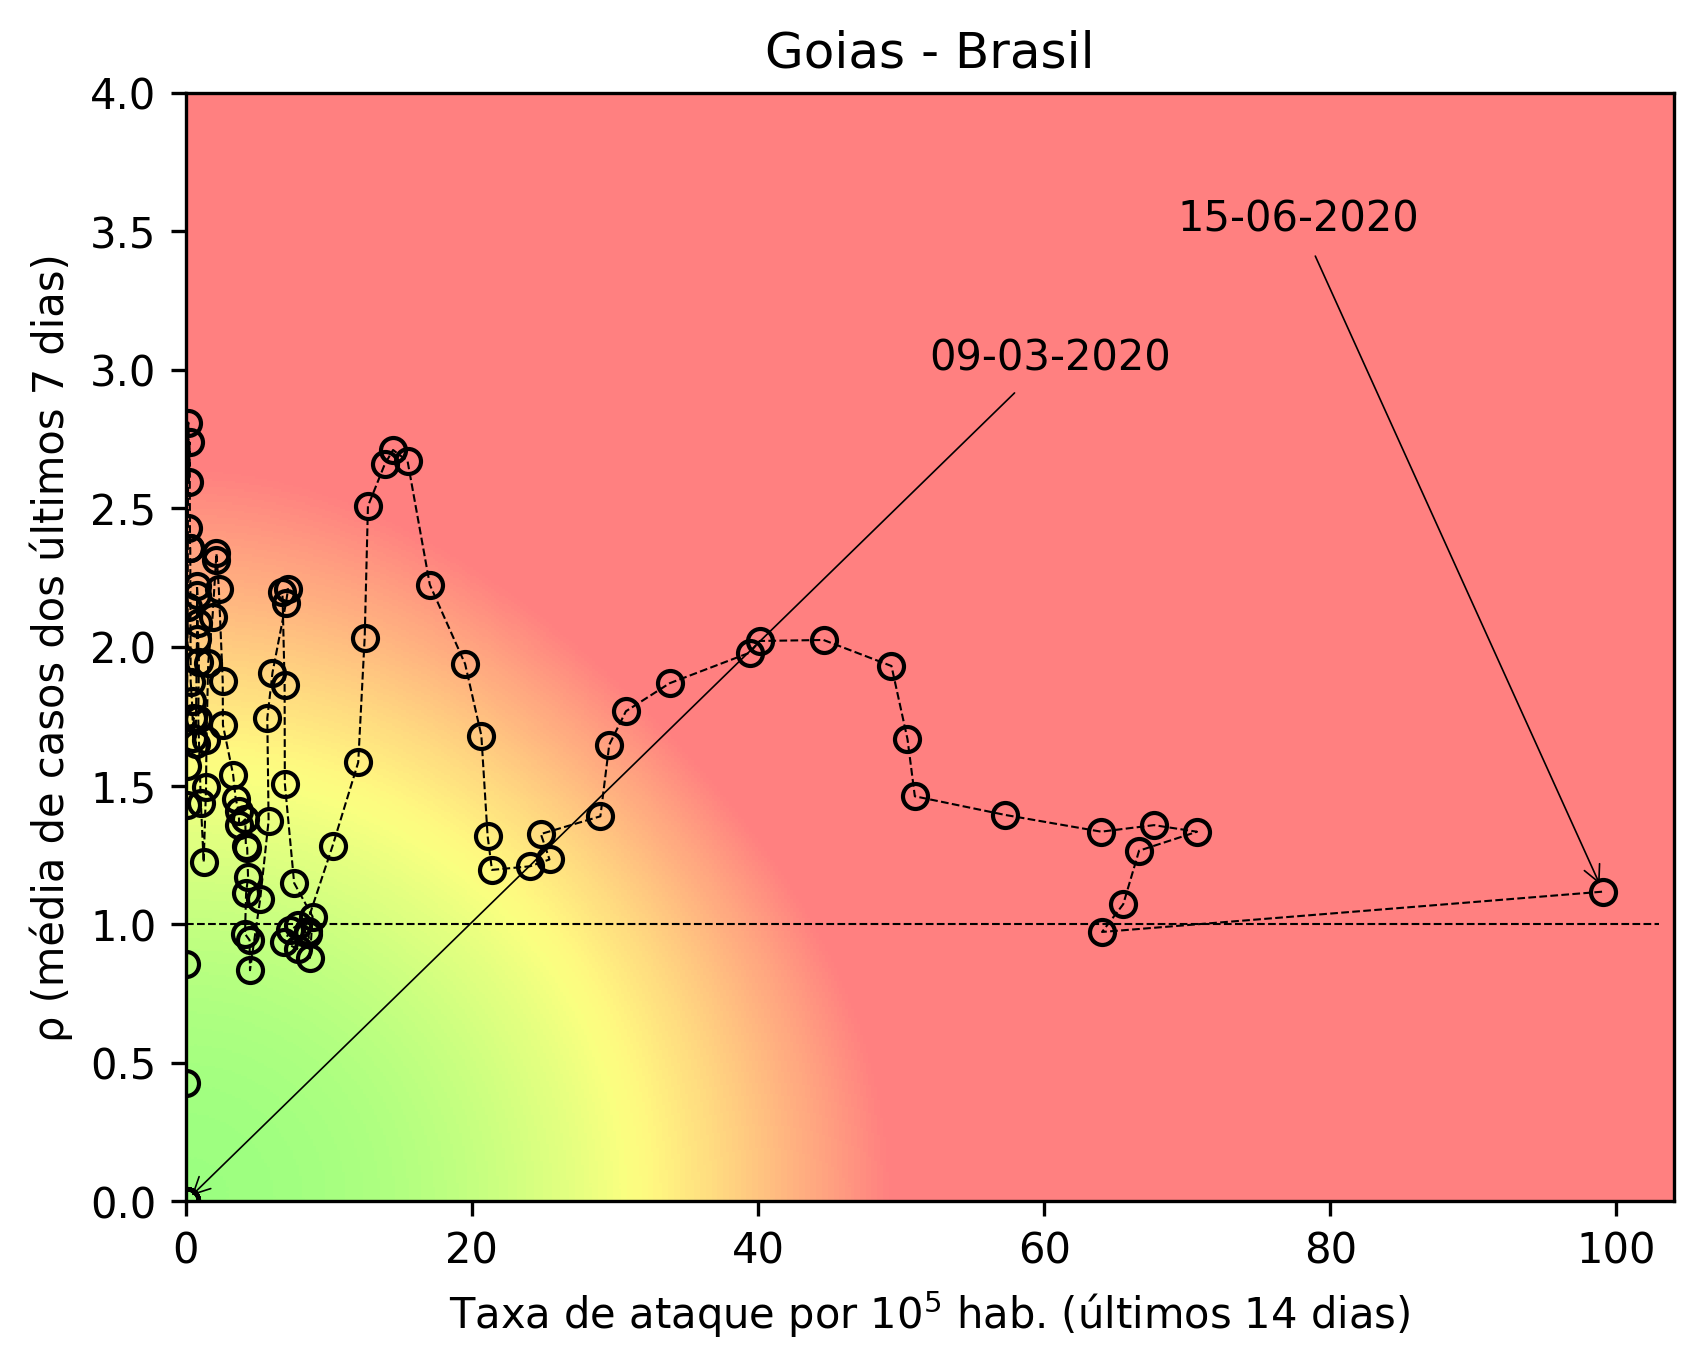 Goias - Brasil
4.0
3.5
3.0
2.5
2.0
1.5
1.0
0.5
0.0
ρ (média de casos dos últimos 7 dias)
15-06-2020
09-03-2020
0 20 40 60 80 100
Taxa de ataque por 10⁵ hab. (últimos 14 dias)